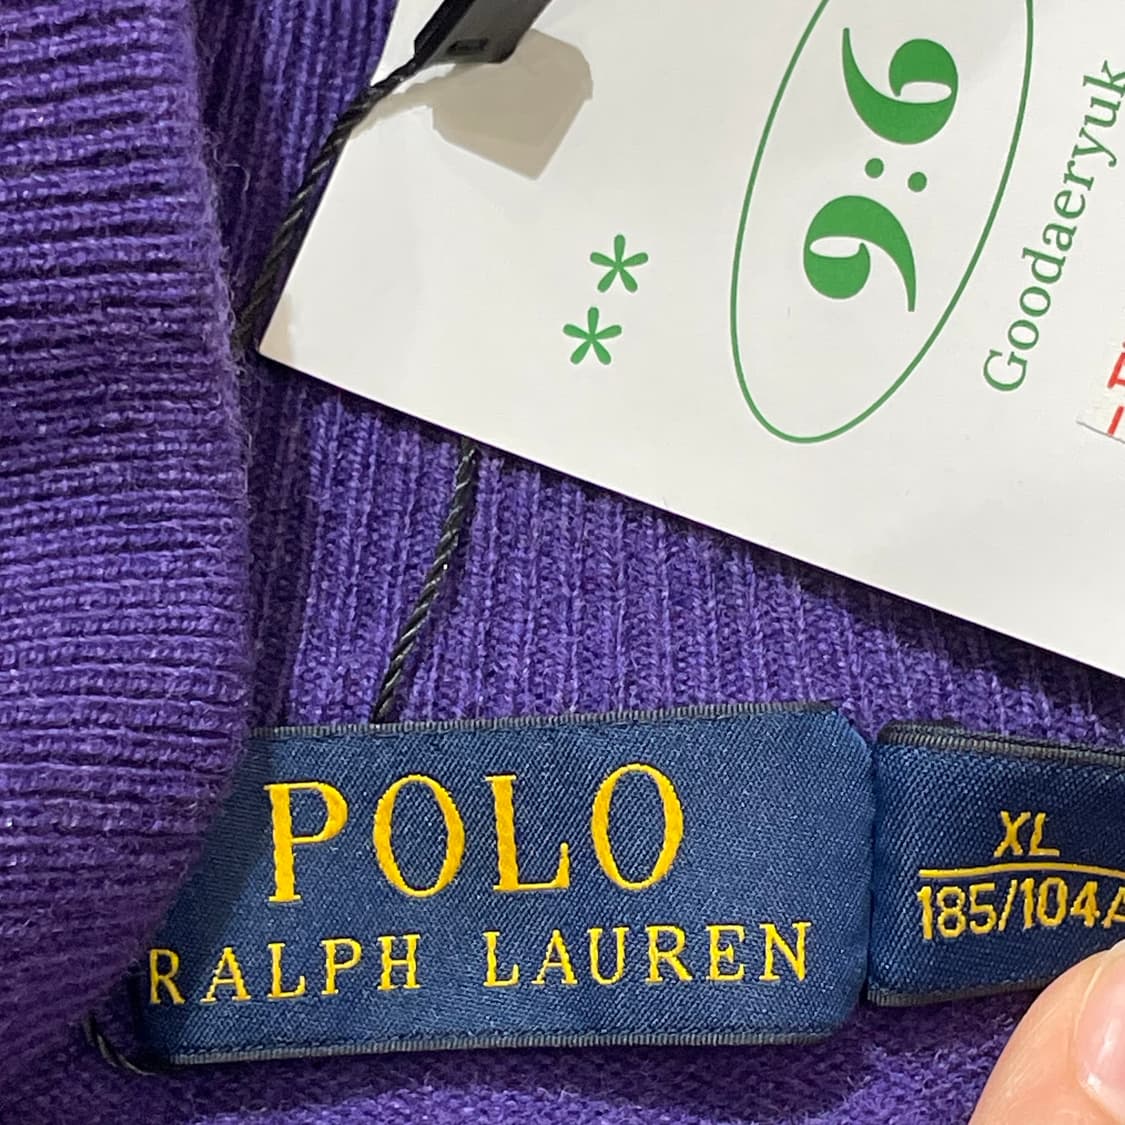 9:6
**
Goodaeryuk
POLO
RALPH LAUREN
XL
185/104A